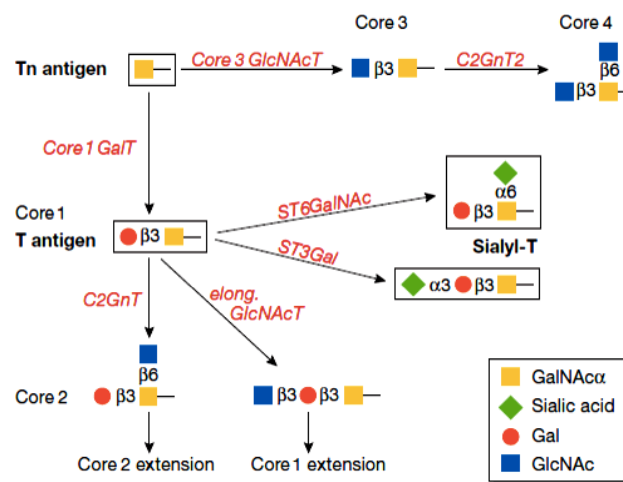 Core 3
Core 4
Tn antigen
Core 3 GlcNAcT
β3
C2GnT2
β6
β3
Core 1 GalT
Core 1
T antigen
β3
ST6GalNAc
α6
β3
Sialyl-T
ST3Gal
α3 β3
C2GnT
elong.
GlcNAcT
β6
Core 2
β3
β3 β3
Core 2 extension
Core 1 extension
GalNAcα
Sialic acid
Gal
GlcNAc